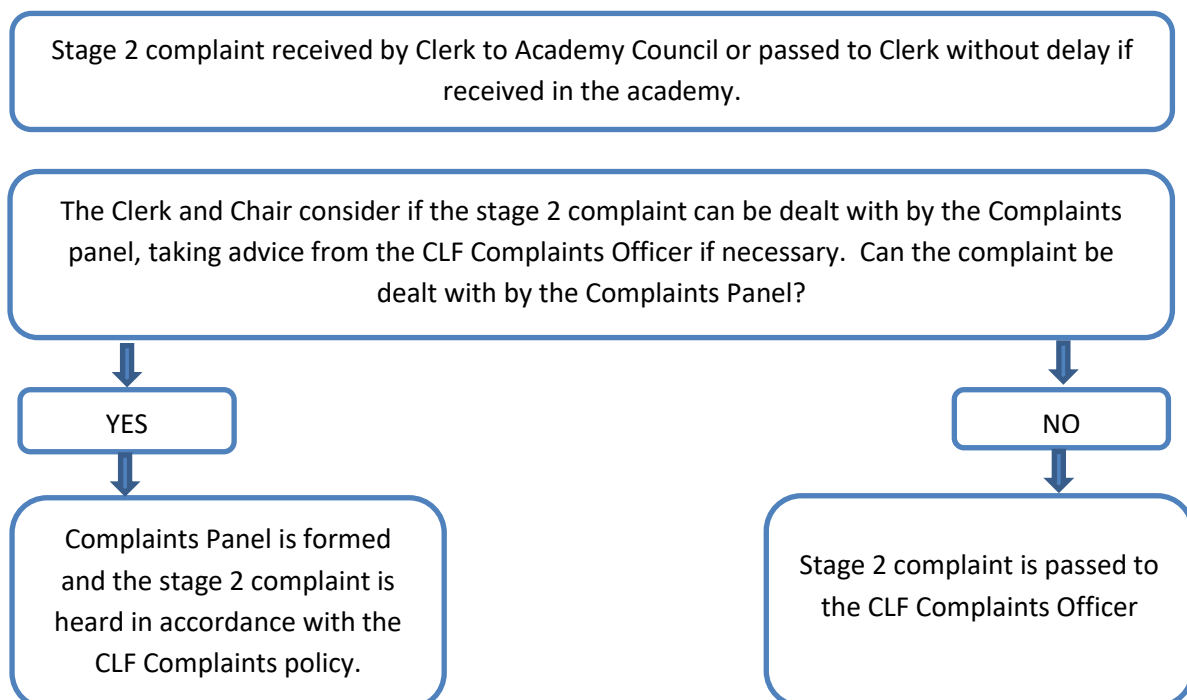 Stage 2 complaint received by Clerk to Academy Council or passed to Clerk without delay if
received in the academy.
The Clerk and Chair consider if the stage 2 complaint can be dealt with by the Complaints
panel, taking advice from the CLF Complaints Officer if necessary.  Can the complaint be
dealt with by the Complaints Panel?
YES
NO
Complaints Panel is formed
and the stage 2 complaint is
heard in accordance with the
CLF Complaints policy.
Stage 2 complaint is passed to
the CLF Complaints Officer